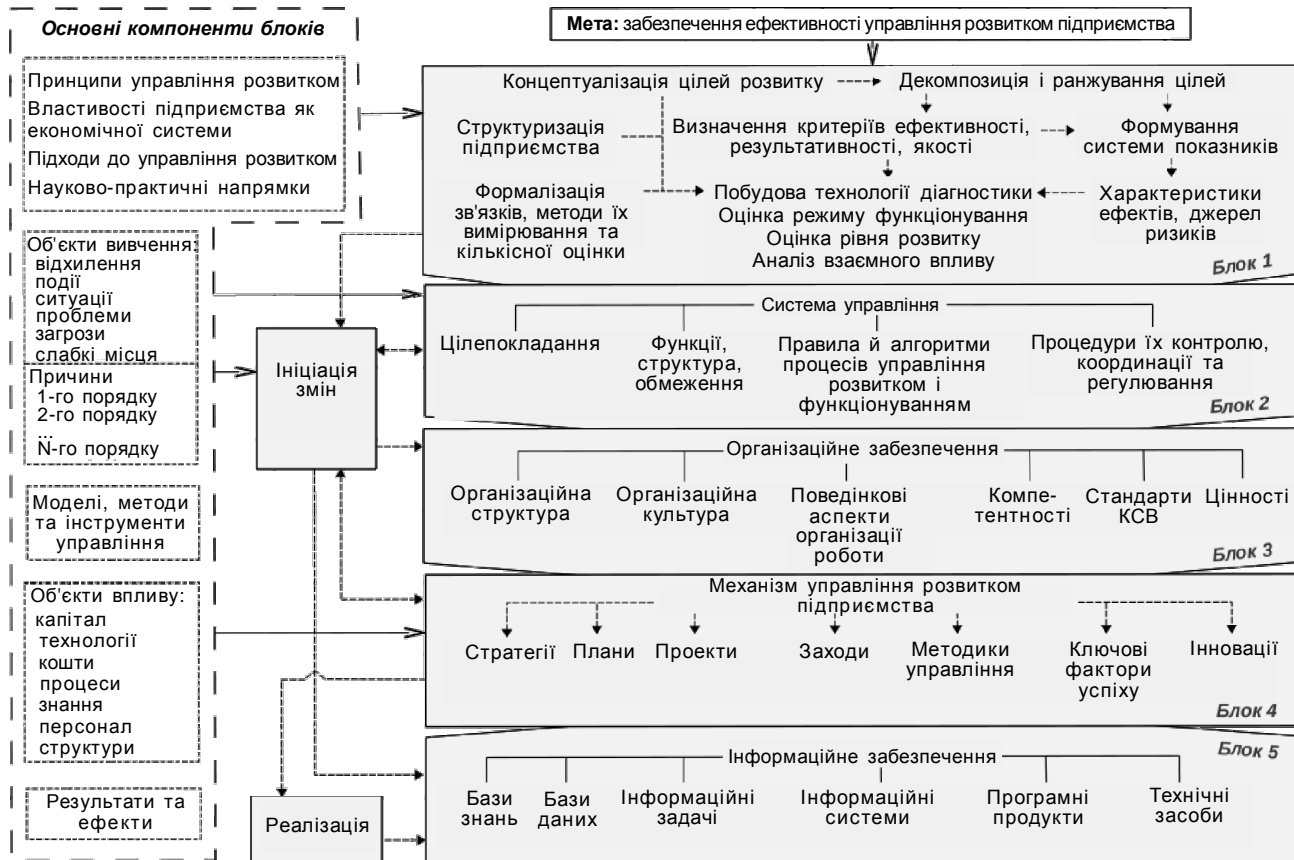 Основні компоненти блоків
Принципи управління розвитком
Властивості підприємства як
економічної системи
Підходи до управління розвитком
Науково-практичні напрямки
Об'єкти вивчення:
відхилення
події
ситуації
проблеми
загрози
слабкі місця
Причини
1-го порядку
2-го порядку
...
N-го порядку
Моделі, методи
та інструменти
управління
Об'єкти впливу:
капітал
технології
кошти
процеси
знання
персонал
структури
Результати та
ефекти
Ініціація
змін
Реалізація
Мета: забезпечення ефективності управління розвитком підприємства
Концептуалізація цілей розвитку
Декомпозиція і ранжування цілей
Структуризація
підприємства
Визначення критеріїв ефективності,
результативності, якості
Формування
системи показників
Формалізація
зв'язків, методи їх
вимірювання та
кількісної оцінки
Побудова технології діагностики
Оцінка режиму функціонування
Оцінка рівня розвитку
Аналіз взаємного впливу
Характеристики
ефектів, джерел
ризиків
Блок 1
Система управління
Цілепокладання
Функції,
структура,
обмеження
Правила й алгоритми
процесів управління
розвитком і
функціонуванням
Процедури їх контролю,
координації та
регулювання
Блок 2
Організаційне забезпечення
Організаційна
структура
Організаційна
культура
Поведінкові
аспекти
організації
роботи
Компе-
тентності
Стандарти
КСВ
Цінності
Блок 3
Механізм управління розвитком
підприємства
Стратегії
Плани
Проекти
Заходи
Методики
управління
Ключові
фактори
успіху
Інновації
Блок 4
Блок 5
Інформаційне забезпечення
Бази
знань
Бази
даних
Інформаційні
задачі
Інформаційні
системи
Програмні
продукти
Технічні
засоби